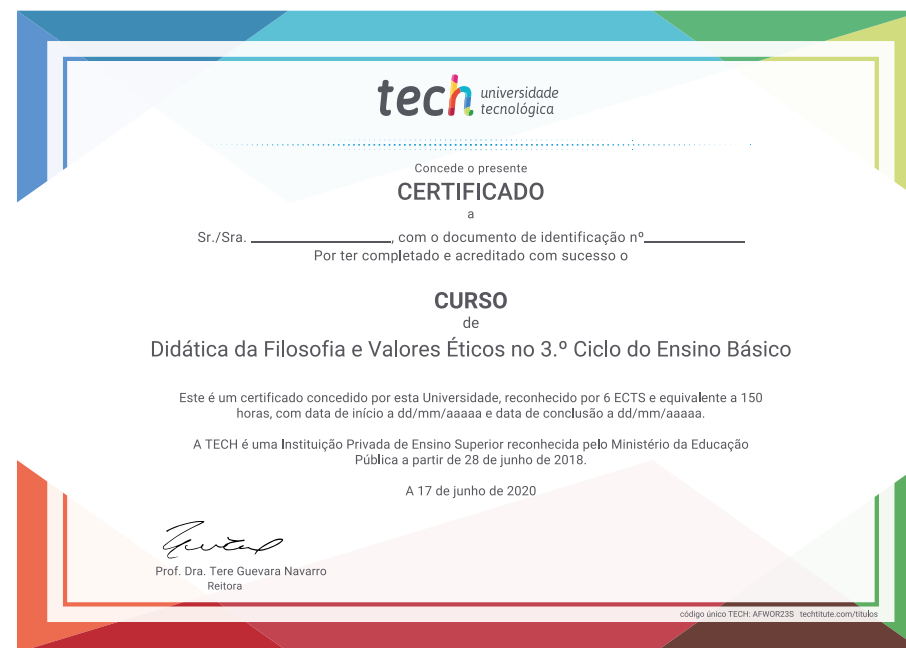 tech universidade
tecnológica
Concede o presente
CERTIFICADO
a
Sr./Sra. ____________________, com o documento de identificação nº______________
Por ter completado e acreditado com sucesso o
CURSO
de
Didática da Filosofia e Valores Éticos no 3.º Ciclo do Ensino Básico
Este é um certificado concedido por esta Universidade, reconhecido por 6 ECTS e equivalente a 150
horas, com data de início a dd/mm/aaaaa e data de conclusão a dd/mm/aaaaa.
A TECH é uma Instituição Privada de Ensino Superior reconhecida pelo Ministério da Educação
Pública a partir de 28 de junho de 2018.
A 17 de junho de 2020
Prof. Dra. Tere Guevara Navarro
Reitora
código único TECH: AFWOR23S techtitute.com/titulos